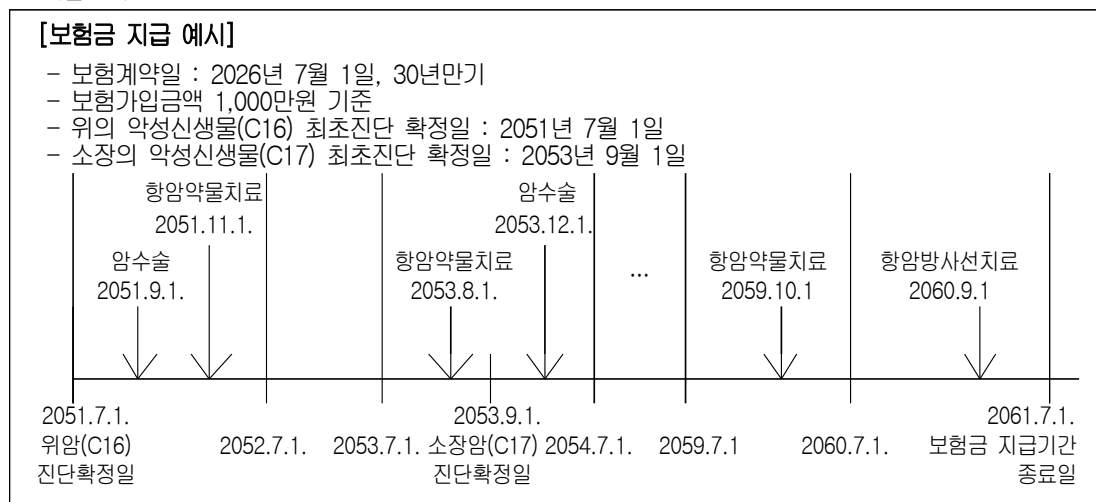 [보험금 지급 예시]
- 보험계약일 : 2026년 7월 1일, 30년만기
- 보험가입금액 1,000만원 기준
- 위의 악성신생물(C16) 최초진단 확정일 : 2051년 7월 1일
- 소장의 악성신생물(C17) 최초진단 확정일 : 2053년 9월 1일
항암약물치료 암수술
2051.11.1. 2053.12.1.
암수술 항암약물치료 ... 항암약물치료 항암방사선치료
2051.9.1. 2053.8.1. 2059.10.1 2060.9.1
2051.7.1. 2053.9.1. 2061.7.1.
위암(C16) 2052.7.1. 2053.7.1. 소장암(C17) 2054.7.1. 2059.7.1 2060.7.1. 보험금 지급기간
진단확정일 진단확정일 종료일